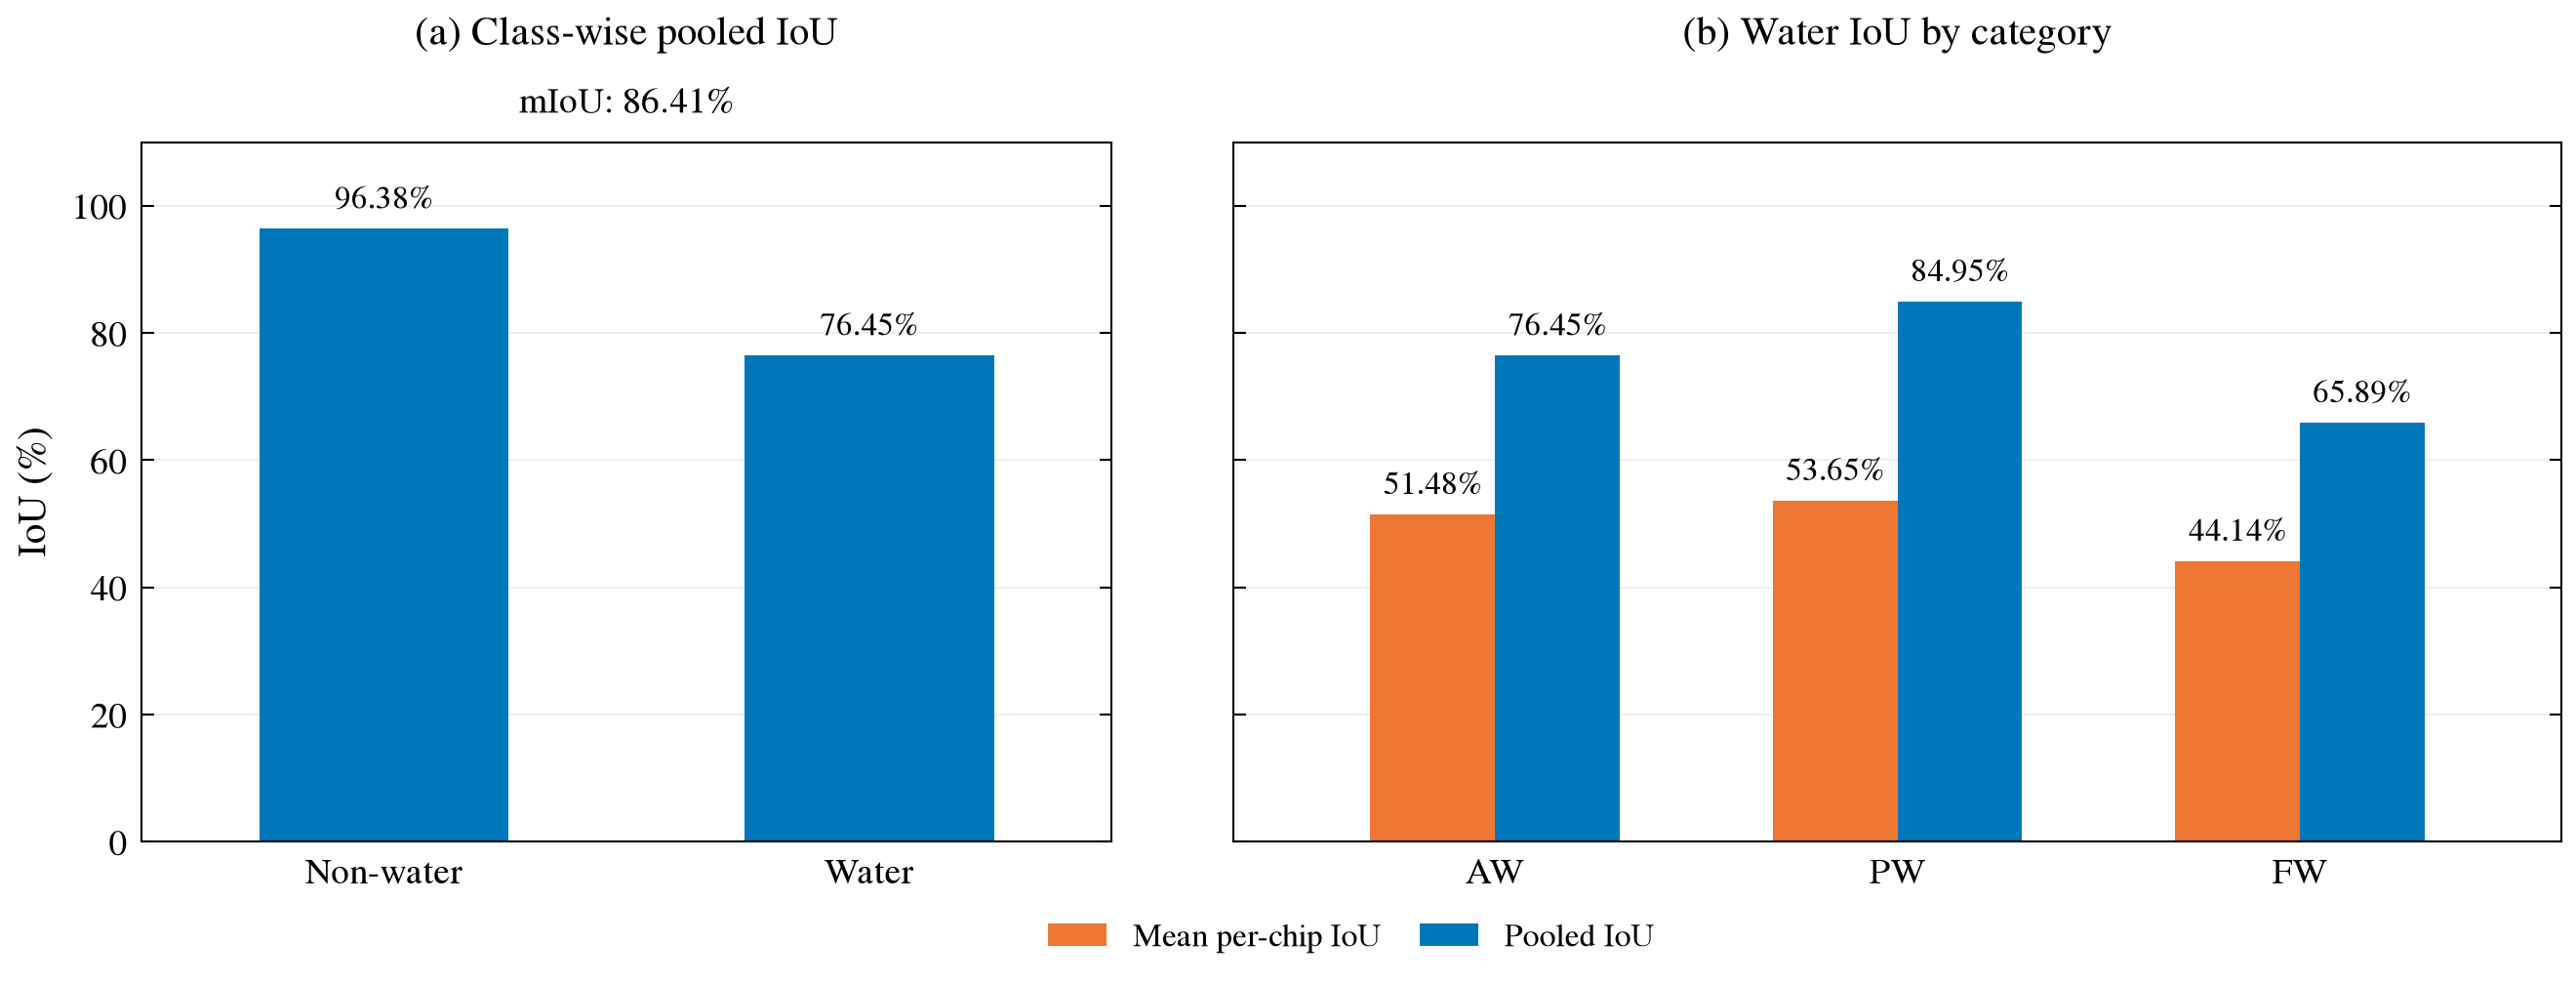 (a) Class-wise pooled IoU
mIoU: 86.41%
IoU (%)
100
80
60
40
20
0
96.38%
76.45%
Non-water
Water
(b) Water IoU by category
51.48%
76.45%
53.65%
84.95%
44.14%
65.89%
AW
PW
FW
Mean per-chip IoU
Pooled IoU